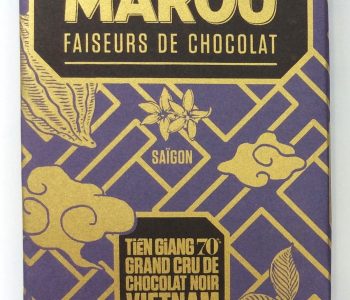 MAROU
FAISEURS DE CHOCOLAT
SAÏGON
TIỀN GIANG 70%
GRAND CRU DE
CHOCOLAT NOIR
VIETNAM